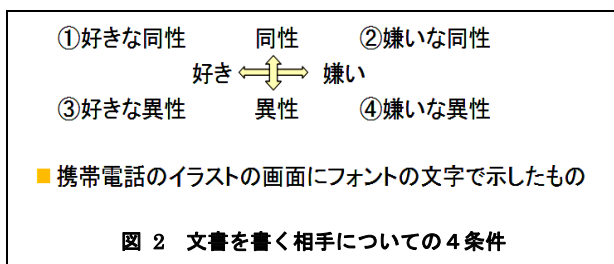 ①好きな同性 同性 ②嫌いな同性
好き 嫌い
③好きな異性 異性 ④嫌いな異性
■携帯電話のイラストの画面にフォントの文字で示したもの
図 2 文書を書く相手についての４条件